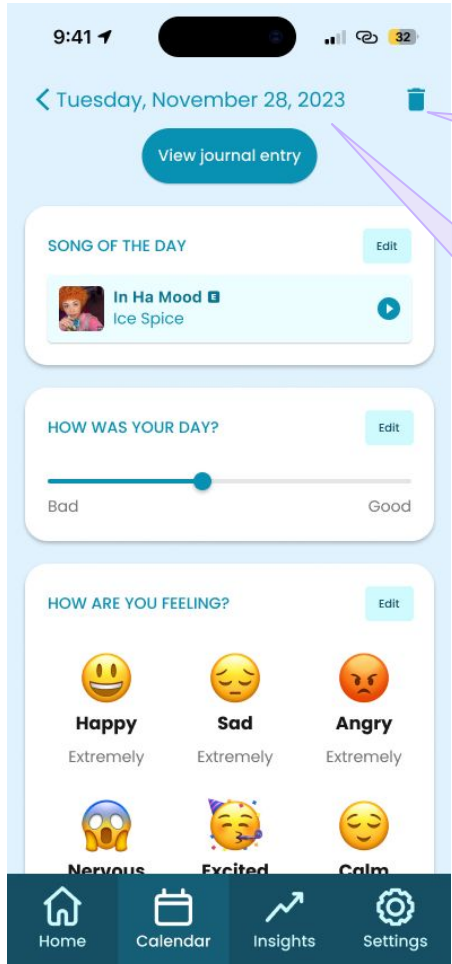 9:41
32
Tuesday, November 28, 2023
View journal entry
SONG OF THE DAY
Edit
In Ha Mood E
Ice Spice
HOW WAS YOUR DAY?
Edit
Bad Good
HOW ARE YOU FEELING?
Edit
Happy Sad Angry
Extremely Extremely Extremely
Nervous Excited Calm
Home Calendar Insights Settings